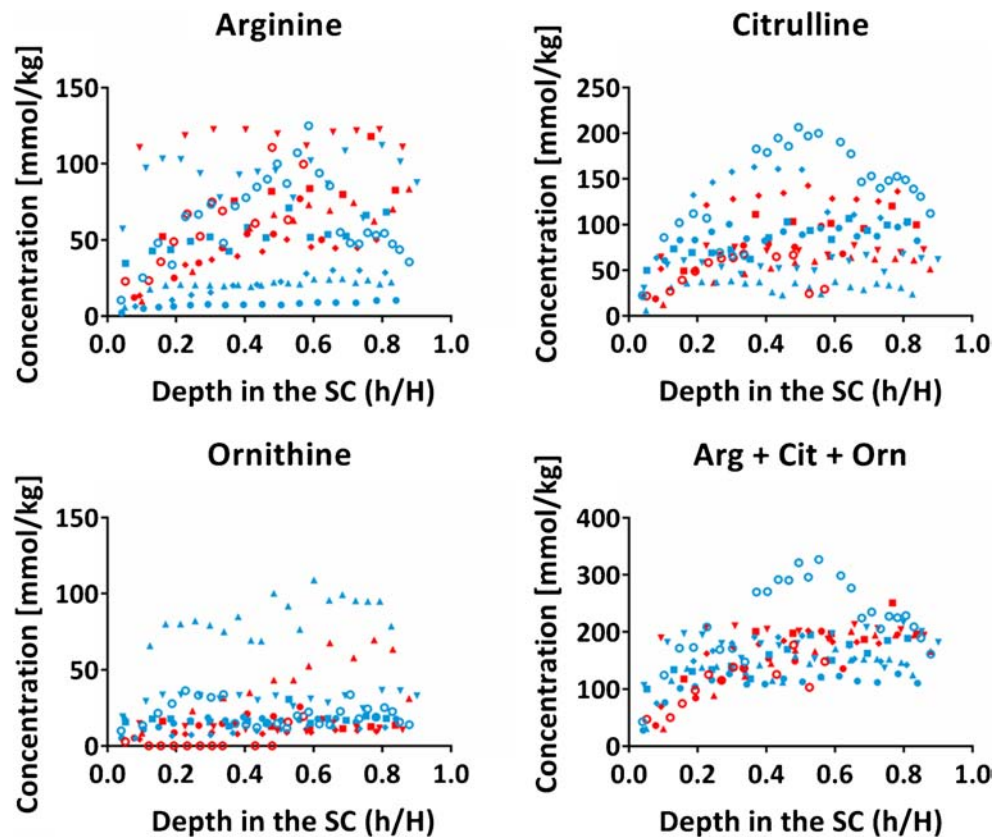 Arginine
Concentration [mmol/kg]
150
100
50
0
0.0 0.2 0.4 0.6 0.8 1.0
Depth in the SC (h/H)
Citrulline
Concentration [mmol/kg]
250
200
150
100
50
0
0.0 0.2 0.4 0.6 0.8 1.0
Depth in the SC (h/H)
Ornithine
Concentration [mmol/kg]
150
100
50
0
0.0 0.2 0.4 0.6 0.8 1.0
Depth in the SC (h/H)
Arg + Cit + Orn
Concentration [mmol/kg]
400
300
200
100
0
0.0 0.2 0.4 0.6 0.8 1.0
Depth in the SC (h/H)